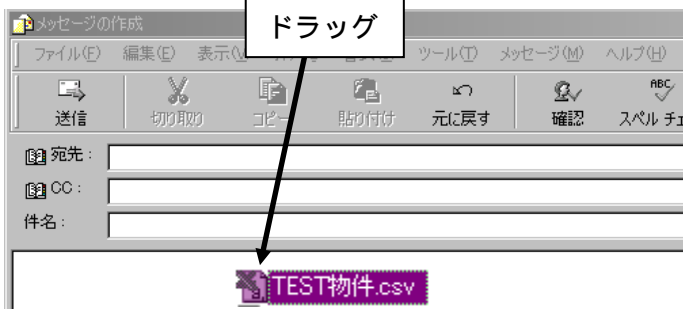 メッセージの作成
ドラッグ
ファイル(F) 編集(E) 表示(V ツール(T) メッセージ(M) ヘルプ(H)
送信 切り取り コピー 貼り付け 元に戻す 確認 スペル チェ
宛先:
CC:
件名:
TEST物件.csv